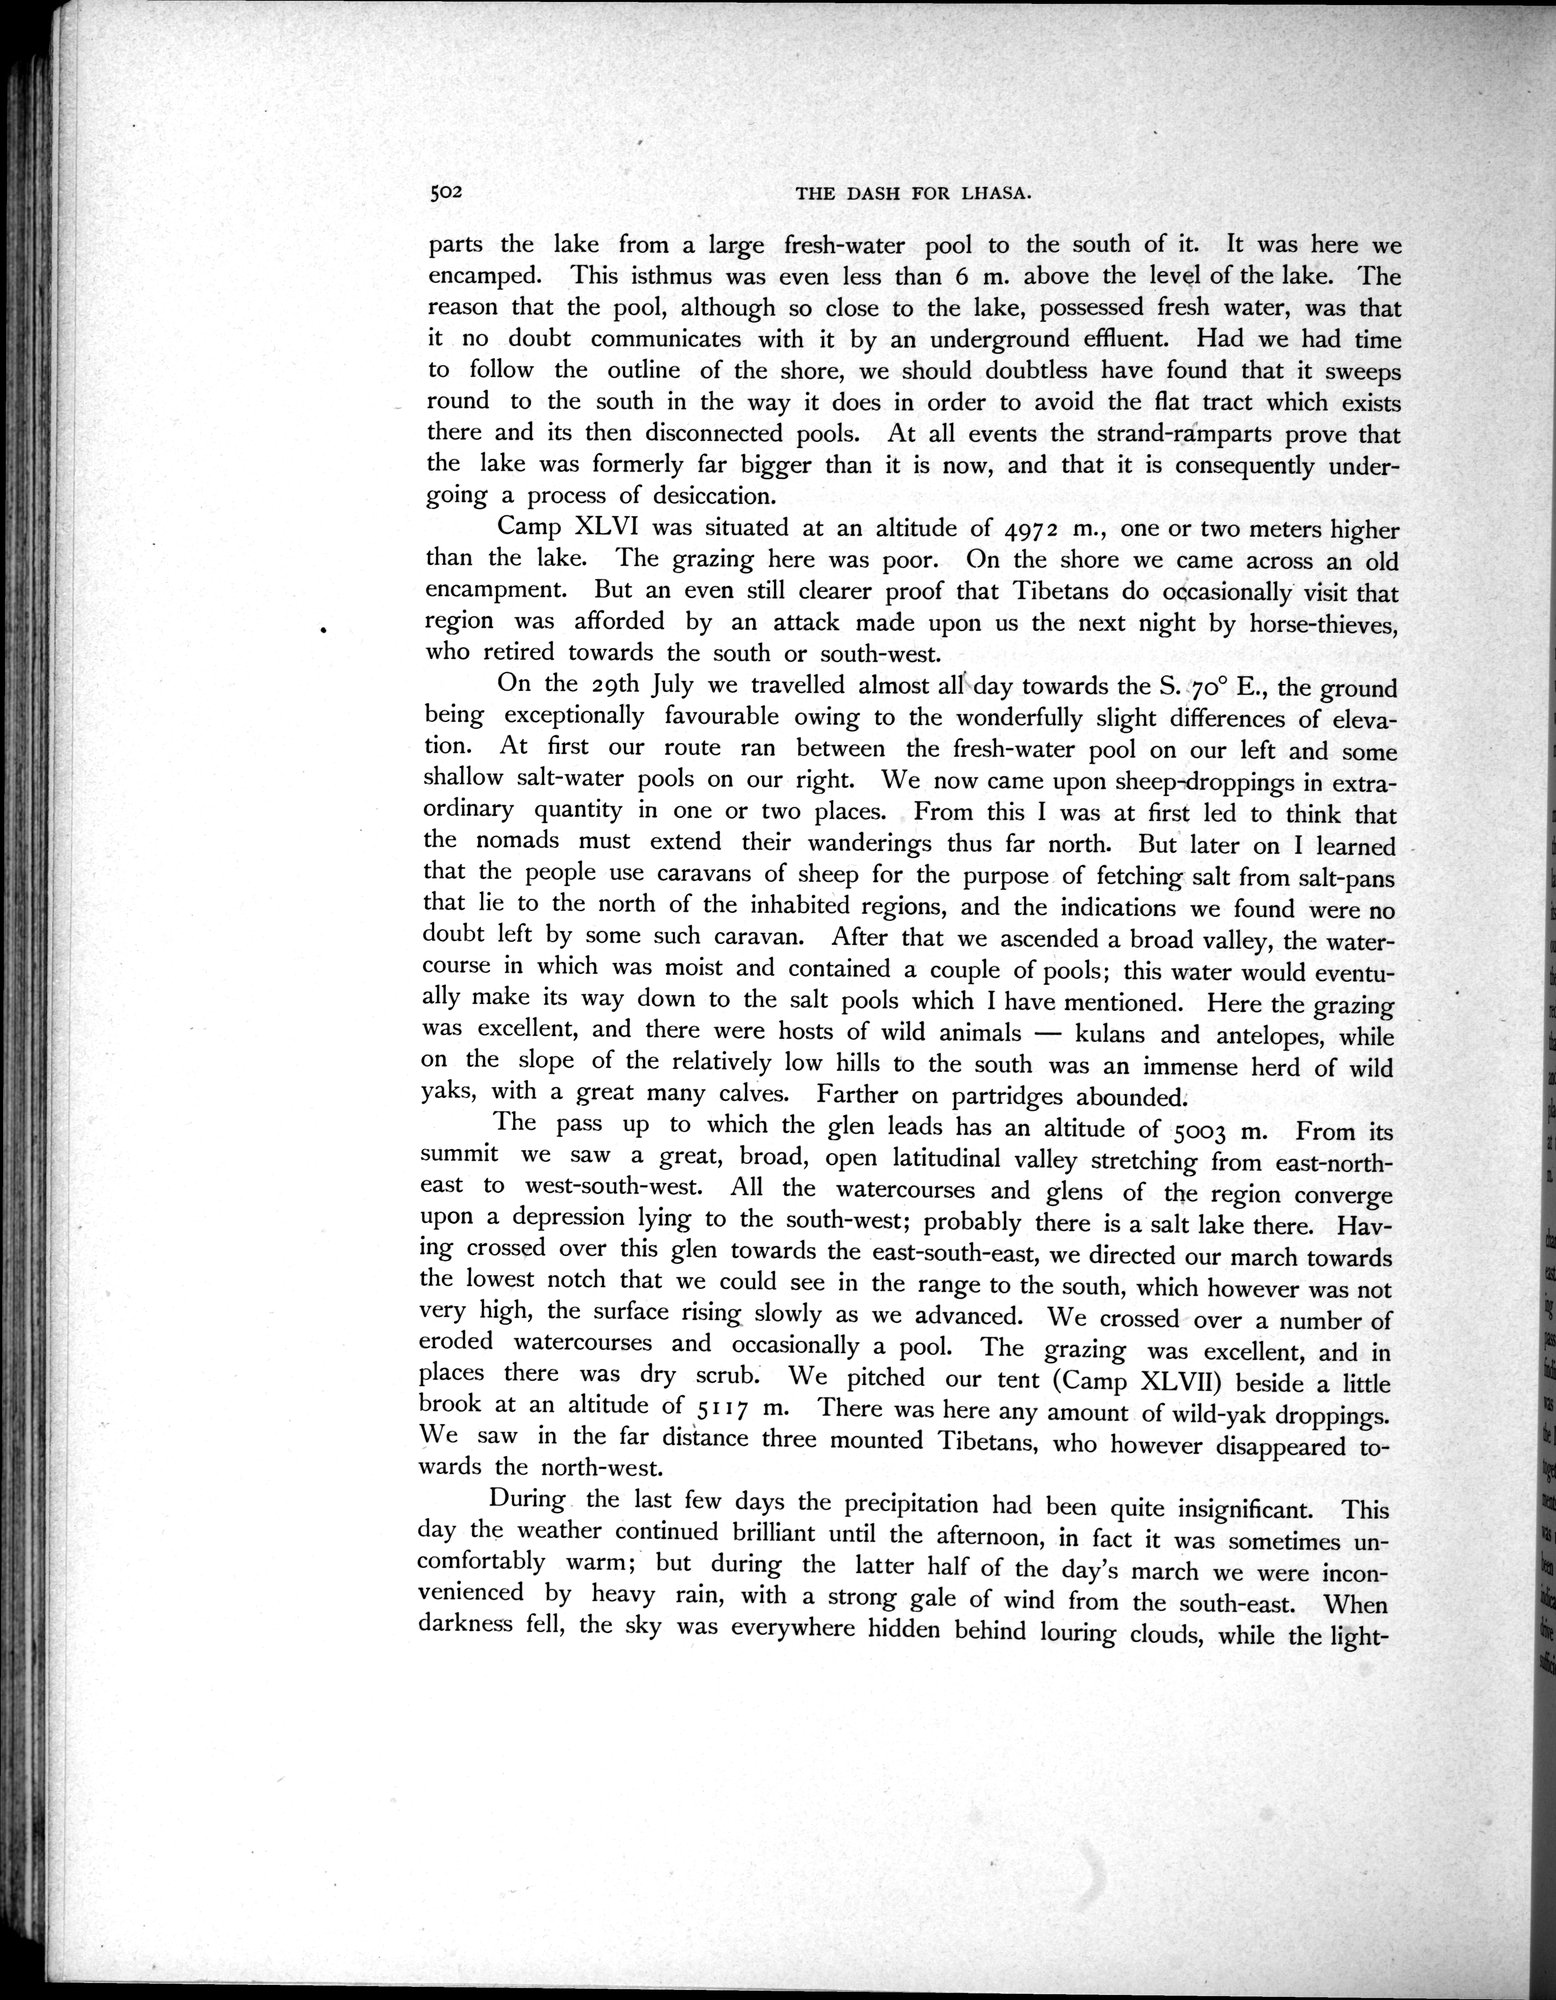 502 THE DASH FOR LHASA.
parts the lake from a large fresh-water pool to the south of it. It was here we
encamped. This isthmus was even less than 6 m. above the level of the lake. The
reason that the pool, although so close to the lake, possessed fresh water, was that
it no doubt communicates with it by an underground effluent. Had we had time
to follow the outline of the shore, we should doubtless have found that it sweeps
round to the south in the way it does in order to avoid the flat tract which exists
there and its then disconnected pools. At all events the strand-ramparts prove that
the lake was formerly far bigger than it is now, and that it is consequently under-
going a process of desiccation.
Camp XLVI was situated at an altitude of 4972 m., one or two meters higher
than the lake. The grazing here was poor. On the shore we came across an old
encampment. But an even still clearer proof that Tibetans do occasionally visit that
region was afforded by an attack made upon us the next night by horse-thieves,
who retired towards the south or south-west.
On the 29th July we travelled almost all day towards the S. 70° E., the ground
being exceptionally favourable owing to the wonderfully slight differences of eleva-
tion. At first our route ran between the fresh-water pool on our left and some
shallow salt-water pools on our right. We now came upon sheep-droppings in extra-
ordinary quantity in one or two places. From this I was at first led to think that
the nomads must extend their wanderings thus far north. But later on I learned
that the people use caravans of sheep for the purpose of fetching salt from salt-pans
that lie to the north of the inhabited regions, and the indications we found were no
doubt left by some such caravan. After that we ascended a broad valley, the water-
course in which was moist and contained a couple of pools; this water would eventu-
ally make its way down to the salt pools which I have mentioned. Here the grazing
was excellent, and there were hosts of wild animals — kulans and antelopes, while
on the slope of the relatively low hills to the south was an immense herd of wild
yaks, with a great many calves. Farther on partridges abounded.
The pass up to which the glen leads has an altitude of 5003 m. From its
summit we saw a great, broad, open latitudinal valley stretching from east-north-
east to west-south-west. All the watercourses and glens of the region converge
upon a depression lying to the south-west; probably there is a salt lake there. Hav-
ing crossed over this glen towards the east-south-east, we directed our march towards
the lowest notch that we could see in the range to the south, which however was not
very high, the surface rising slowly as we advanced. We crossed over a number of
eroded watercourses and occasionally a pool. The grazing was excellent, and in
places there was dry scrub. We pitched our tent (Camp XLVII) beside a little
brook at an altitude of 5117 m. There was here any amount of wild-yak droppings.
We saw in the far distance three mounted Tibetans, who however disappeared to-
wards the north-west.
During the last few days the precipitation had been quite insignificant. This
day the weather continued brilliant until the afternoon, in fact it was sometimes un-
comfortably warm; but during the latter half of the day's march we were incon-
venienced by heavy rain, with a strong gale of wind from the south-east. When
darkness fell, the sky was everywhere hidden behind louring clouds, while the light-